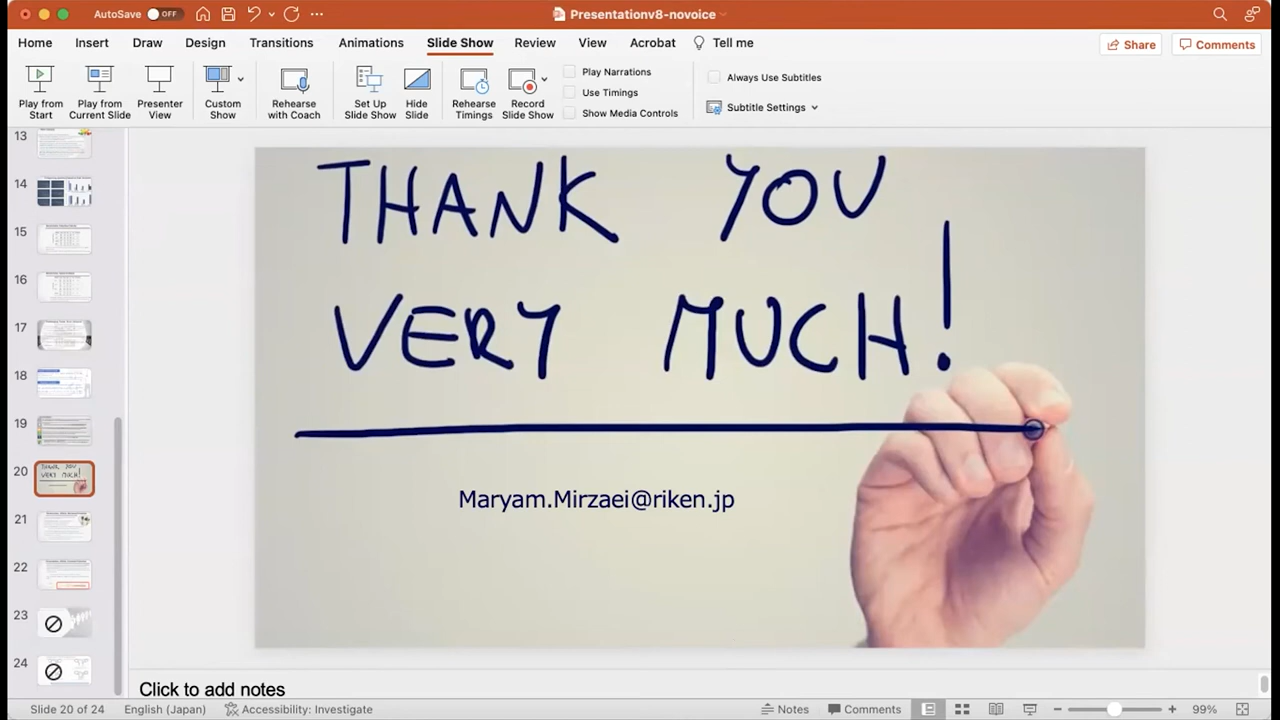 AutoSave OFF
Presentationv8-novoice
Home Insert Draw Design Transitions Animations Slide Show Review View Acrobat Tell me
Share Comments
Play from Start
Play from Current Slide
Presenter View
Custom Show
Rehearse with Coach
Set Up Slide Show
Hide Slide
Rehearse Timings
Record Slide Show
Play Narrations
Use Timings
Show Media Controls
Always Use Subtitles
Subtitle Settings
13
14
15
16
17
18
19
20
21
22
23
24
THANK YOU
VERY MUCH!
THANK YOU
VERY MUCH!
Maryam.Mirzaei@riken.jp
Click to add notes
Slide 20 of 24 English (Japan) Accessibility: Investigate Notes Comments 99%